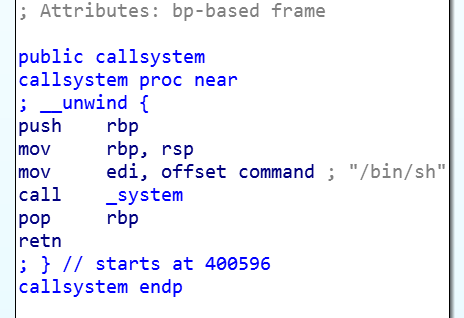 ; Attributes: bp-based frame
public callsystem
callsystem proc near
; __unwind {
push    rbp
mov     rbp, rsp
mov     edi, offset command ; "/bin/sh"
call    _system
pop     rbp
retn
; } // starts at 400596
callsystem endp